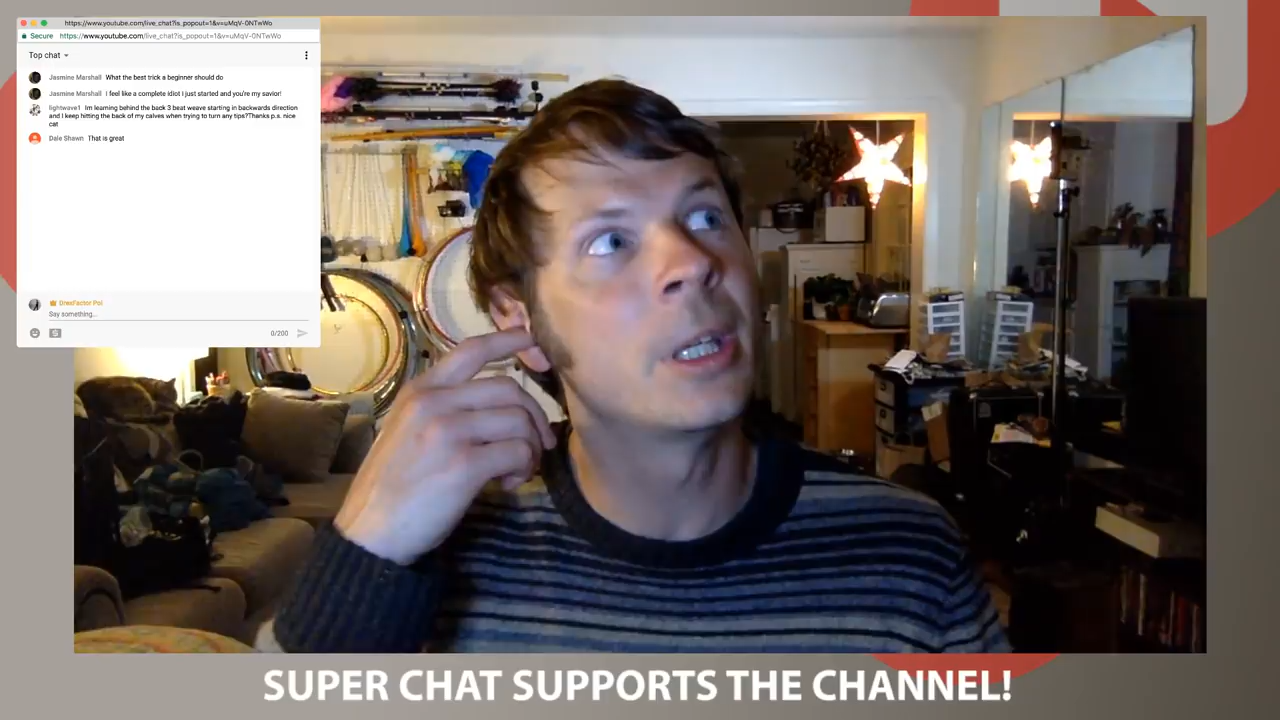 https://www.youtube.com/live_chat?is_popout=1&v=uMqV-0NTwWo
Secure https://www.youtube.com/live_chat?is_popout=1&v=uMqV-0NTwWo
Top chat
Jasmine Marshall What the best trick a beginner should do
Jasmine Marshall I feel like a complete idiot I just started and you're my savior!
lightwave1 Im learning behind the back 3 beat weave starting in backwards direction
and I keep hitting the back of my calves when trying to turn any tips?Thanks p.s. nice
cat
Dale Shawn That is great
DrexFactor Poi
Say something...
0/200
SUPER CHAT SUPPORTS THE CHANNEL!